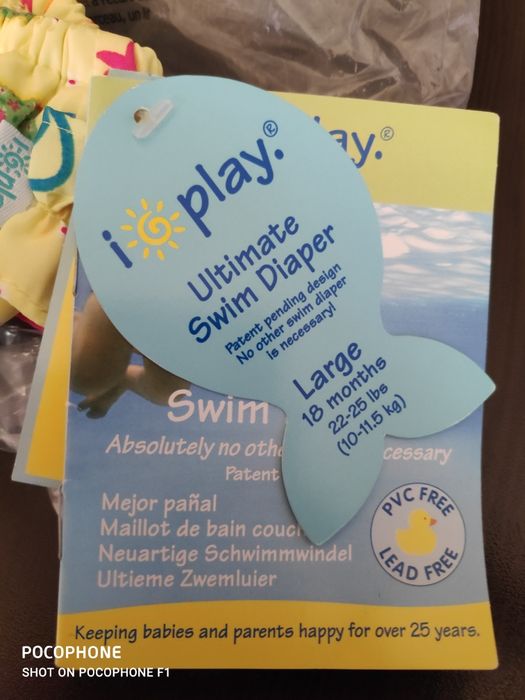 i play.®
Ultimate
Swim Diaper
Patent pending design
No other swim diaper
is necessary!
Large
18 months
22-25 lbs
(10-11.5 kg)
ay.®
Swim
Absolutely no othe
cessary
Patent
Mejor pañal
Maillot de bain couc
Neuartige Schwimmwindel
Ultieme Zwemluier
PVC FREE
LEAD FREE
Keeping babies and parents happy for over 25 years.
POCOPHONE
SHOT ON POCOPHONE F1